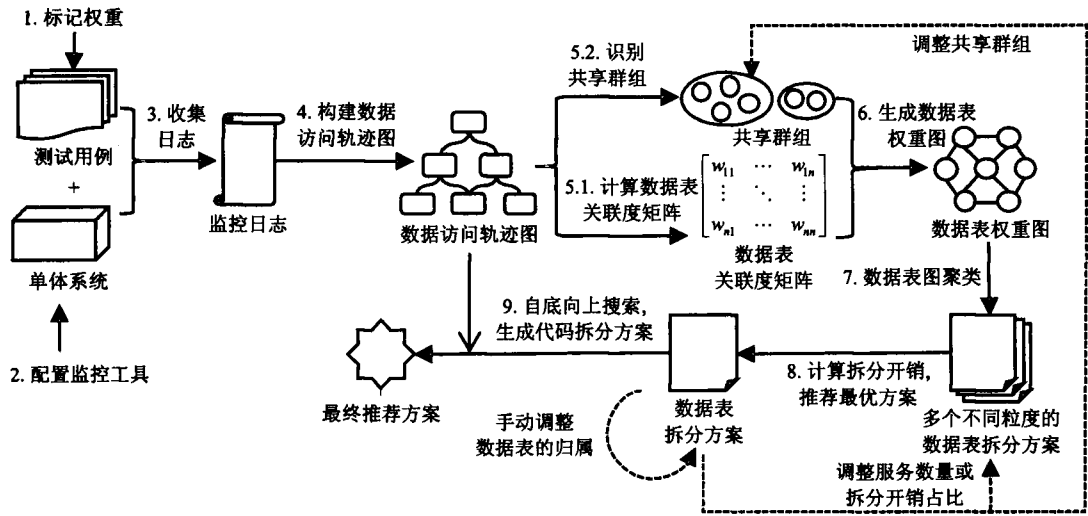 1. 标记权重
测试用例
+
单体系统
2. 配置监控工具
3. 收集
日志
监控日志
4. 构建数据
访问轨迹图
数据访问轨迹图
5.2. 识别
共享群组
共享群组
5.1. 计算数据表
关联度矩阵
w11 ⋯ w1n
⋮ ⋱ ⋮
wn1 ⋯ wnn
数据表
关联度矩阵
调整共享群组
6. 生成数据表
权重图
数据表权重图
7. 数据表图聚类
多个不同粒度的
数据表拆分方案
8. 计算拆分开销,
推荐最优方案
数据表
拆分方案
9. 自底向上搜索,
生成代码拆分方案
最终推荐方案
手动调整
数据表的归属
调整服务数量或
拆分开销占比